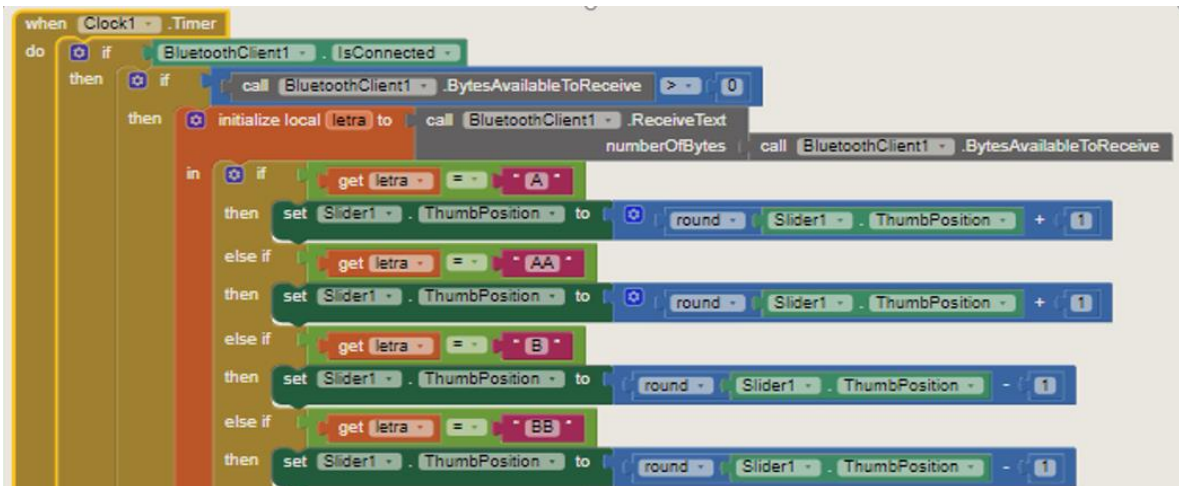 when Clock1 .Timer
do if BluetoothClient1 . IsConnected
then if call BluetoothClient1 .BytesAvailableToReceive > 0
then initialize local letra to call BluetoothClient1 .ReceiveText
numberOfBytes call BluetoothClient1 .BytesAvailableToReceive
in if get letra = " A "
then set Slider1 . ThumbPosition to round Slider1 . ThumbPosition + 1
else if get letra = " AA "
then set Slider1 . ThumbPosition to round Slider1 . ThumbPosition + 1
else if get letra = " B "
then set Slider1 . ThumbPosition to round Slider1 . ThumbPosition - 1
else if get letra = " BB "
then set Slider1 . ThumbPosition to round Slider1 . ThumbPosition - 1